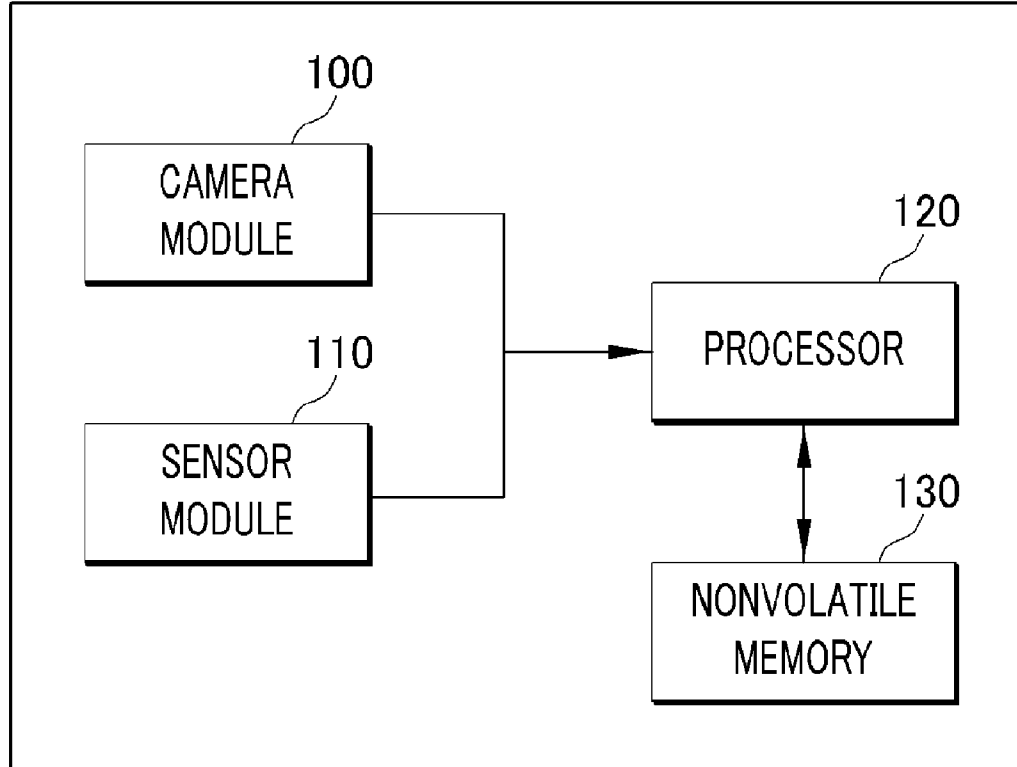 100
CAMERA
MODULE
110
SENSOR
MODULE
120
PROCESSOR
130
NONVOLATILE
MEMORY